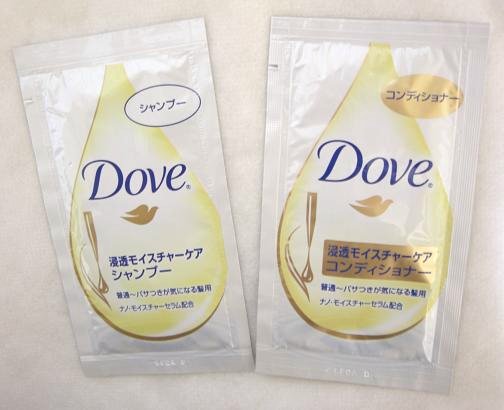 シャンプー
Dove
浸透モイスチャーケア
シャンプー
普通～パサつきが気になる髪用
ナノ・モイスチャーセラム配合
コンディショナー
Dove
浸透モイスチャーケア
コンディショナー
普通～パサつきが気になる髪用
ナノ・モイスチャーセラム配合